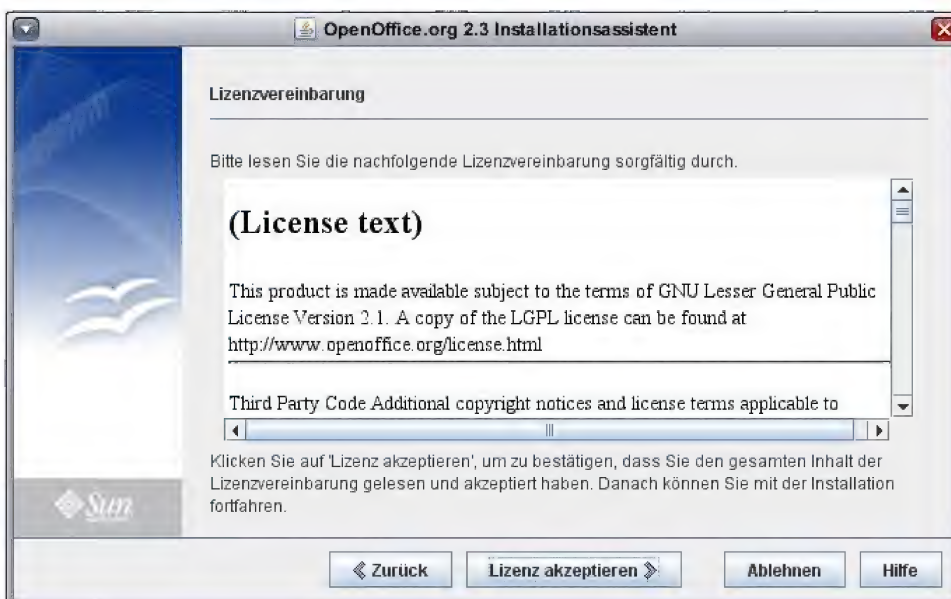 OpenOffice.org 2.3 Installationsassistent
Lizenzvereinbarung
Bitte lesen Sie die nachfolgende Lizenzvereinbarung sorgfältig durch.
(License text)
This product is made available subject to the terms of GNU Lesser General Public
License Version 2.1. A copy of the LGPL license can be found at
http://www.openoffice.org/license.html
Third Party Code Additional copyright notices and license terms applicable to
Klicken Sie auf 'Lizenz akzeptieren', um zu bestätigen, dass Sie den gesamten Inhalt der
Lizenzvereinbarung gelesen und akzeptiert haben. Danach können Sie mit der Installation
fortfahren.
Sun
Zurück
Lizenz akzeptieren
Ablehnen
Hilfe